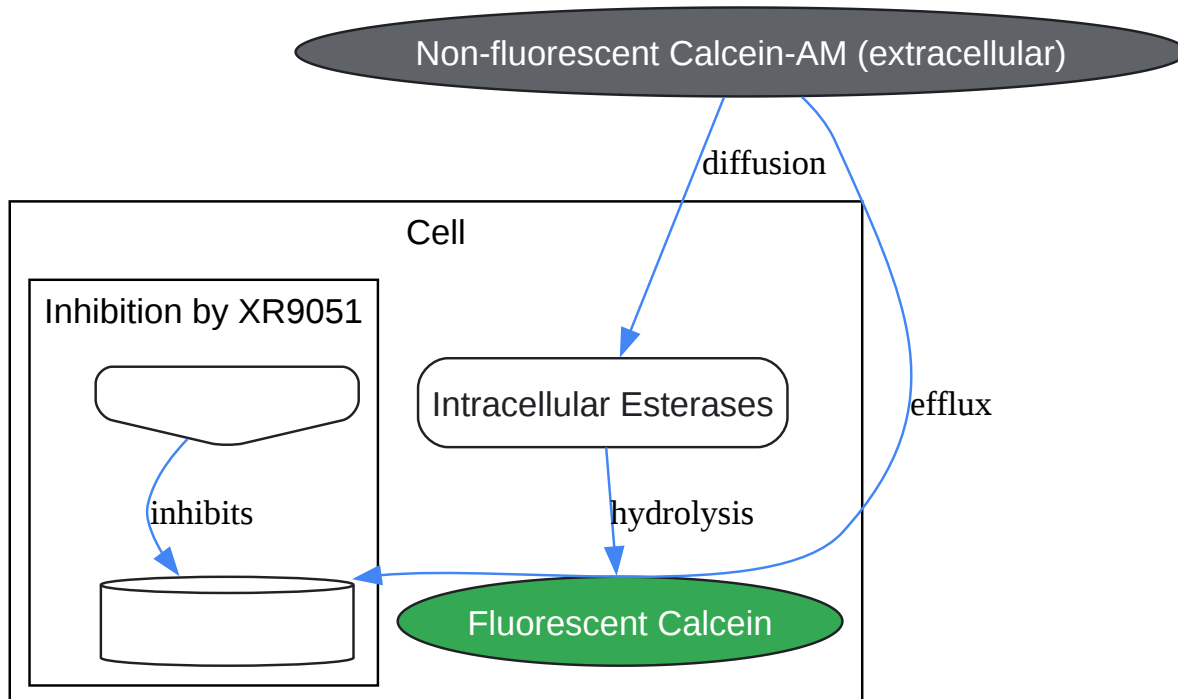 Non-fluorescent Calcein-AM (extracellular)
diffusion
Cell
Inhibition by XR9051
Intracellular Esterases
efflux
inhibits
hydrolysis
Fluorescent Calcein